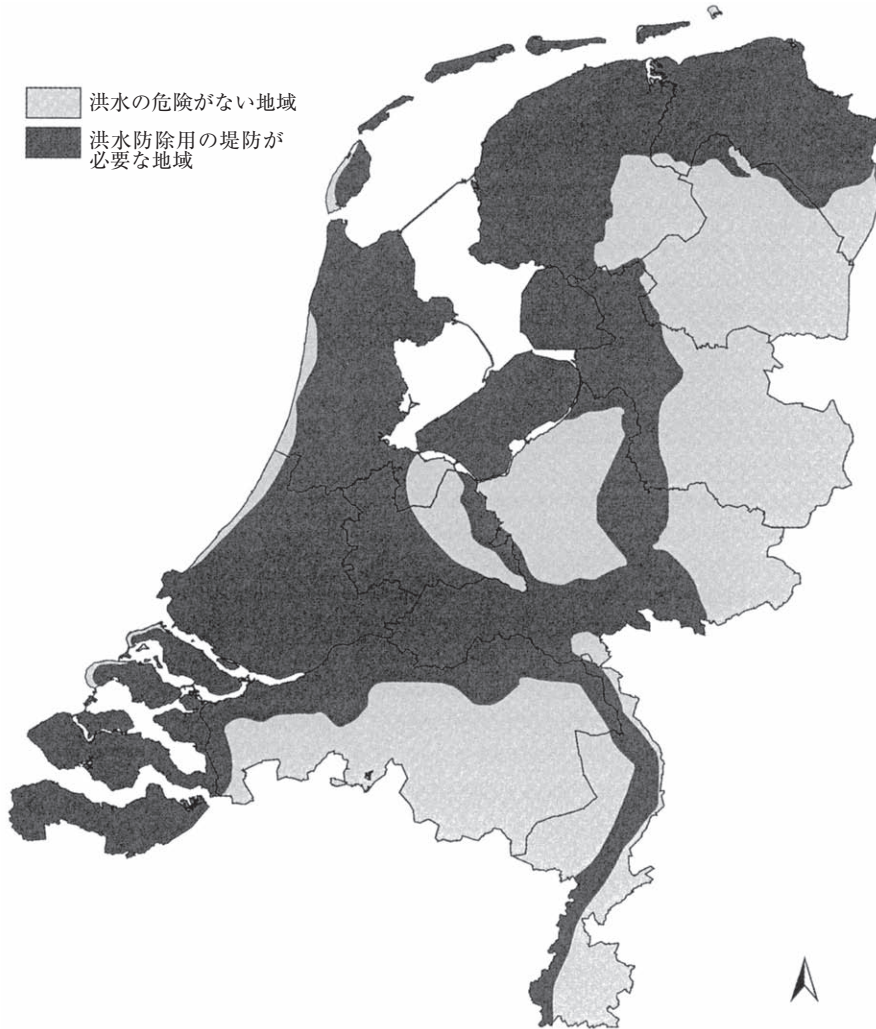 洪水の危険がない地域
洪水防除用の堤防が
必要な地域